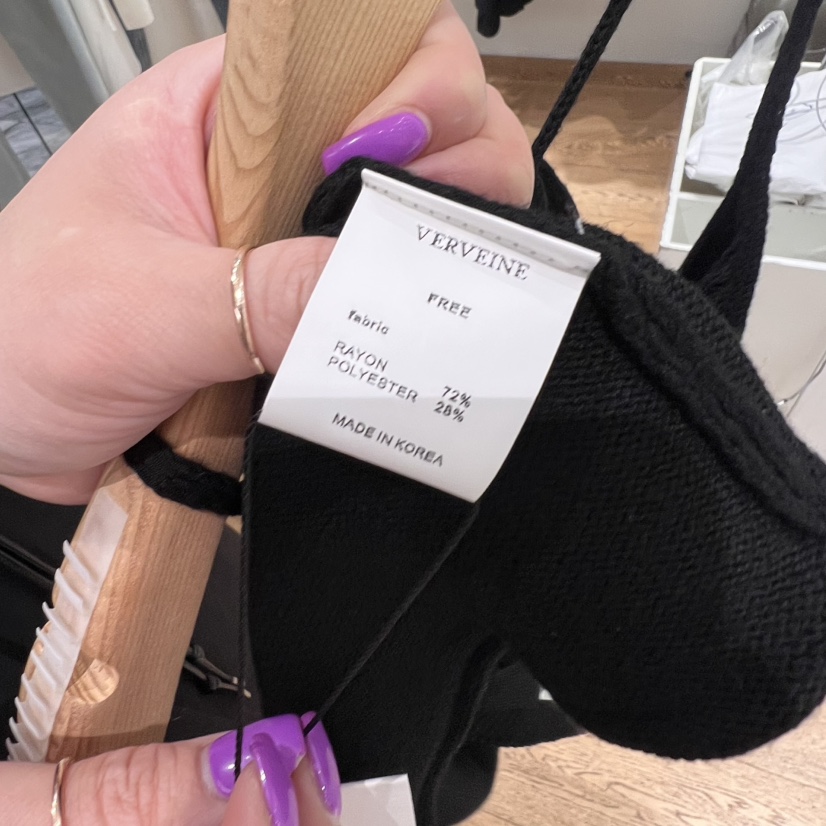 VERVEINE
FREE
fabric
RAYON 72%
POLYESTER 28%
MADE IN KOREA